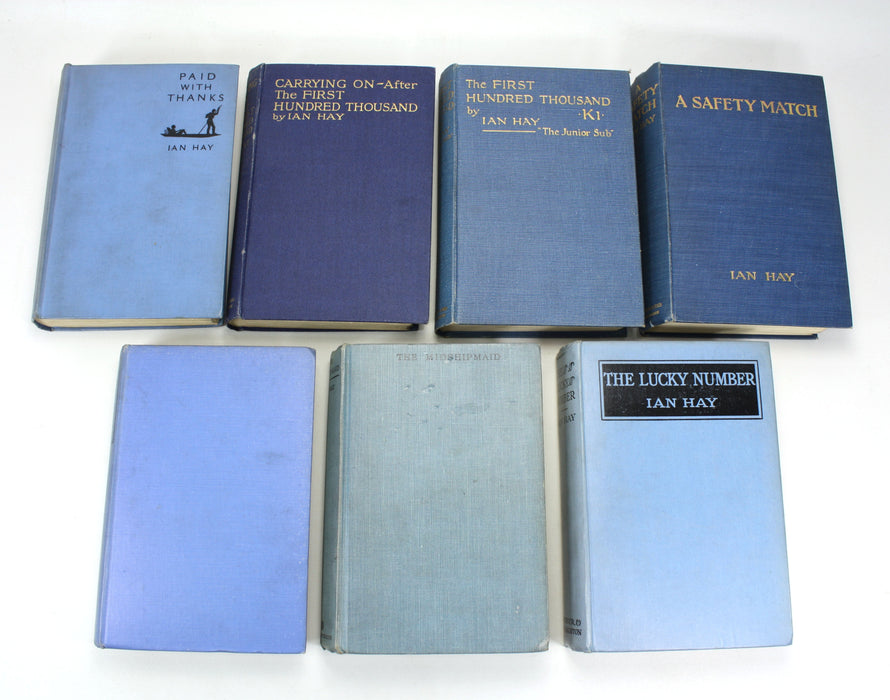 PAID
WITH
THANKS
IAN HAY
CARRYING ON-After
The FIRST
HUNDRED THOUSAND
by IAN HAY
The FIRST
HUNDRED THOUSAND
by IAN HAY ·K1·
"The Junior Sub"
A SAFETY MATCH
IAN HAY
THE MIDSHIPMAID
THE LUCKY NUMBER
IAN HAY